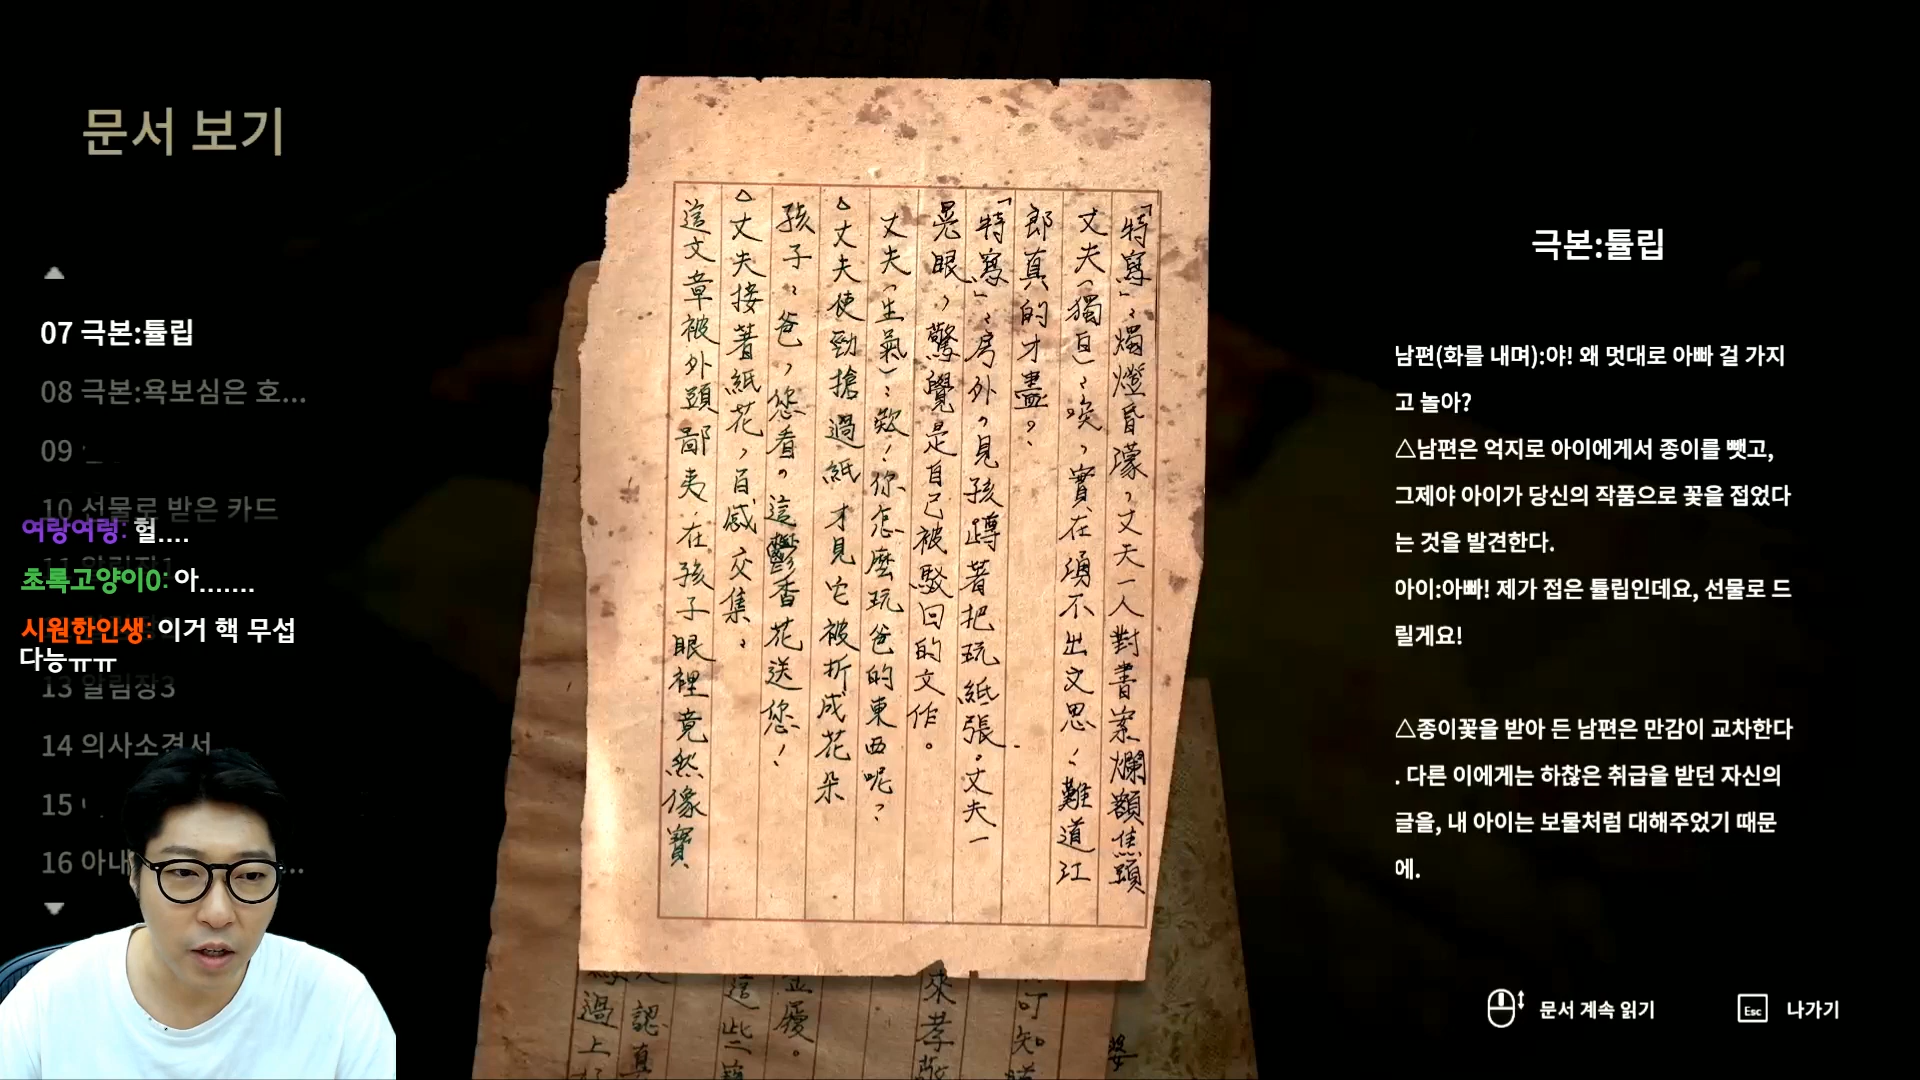 문서 보기
07 극본:튤립
08 극본:욕보심은 호...
09
10 선물로 받은 카드
여랑여렁: 헐....
초록고양이0: 아.......
시원한인생: 이거 핵 무섭
다능ㅠㅠ
13 알림장3
14 의사소견서
15
16 아내
...
「特寫」：燭燈昏濛，丈夫一人對書案爛額焦頭
丈夫（獨白）：唉，實在湧不出文思！難道江
郎真的才盡？
「特寫」：房外，見孩蹲著把玩紙張。丈夫一
晃眼，驚覺是自己被駁回的文作。
丈夫（生氣）：欸！你怎麼玩爸的東西呢？
△丈夫使勁搶過紙才見它被折成花朵
孩子：爸，您看，這鬱香花送您！
△丈夫接著紙花，百感交集：
這文章被外頭鄙夷，在孩子眼裡竟然像寶
극본:튤립
남편(화를 내며):야! 왜 멋대로 아빠 걸 가지
고 놀아?
△남편은 억지로 아이에게서 종이를 뺏고,
그제야 아이가 당신의 작품으로 꽃을 접었다
는 것을 발견한다.
아이:아빠! 제가 접은 튤립인데요, 선물로 드
릴게요!
△종이꽃을 받아 든 남편은 만감이 교차한다
. 다른 이에게는 하찮은 취급을 받던 자신의
글을, 내 아이는 보물처럼 대해주었기 때문
에.
문서 계속 읽기
Esc 나가기